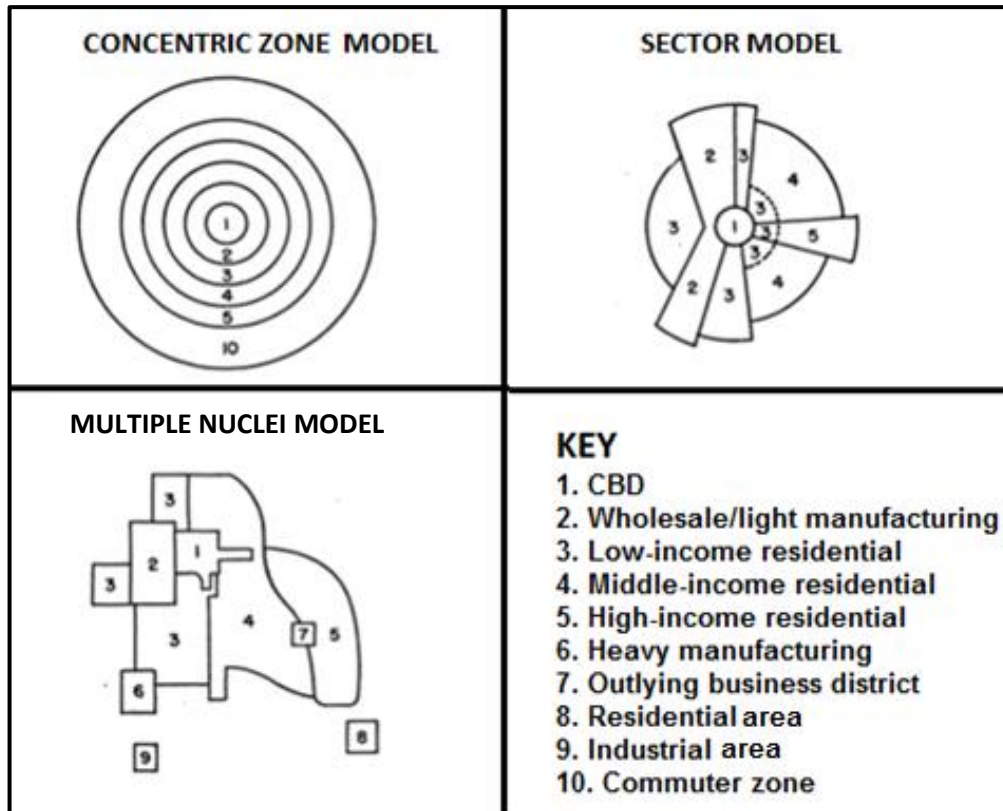 CONCENTRIC ZONE MODEL
1
2
3
4
5
10
SECTOR MODEL
2
3
4
3
3
1
3
5
3
2
3
4
MULTIPLE NUCLEI MODEL
3
1
2
3
4
3
7
5
6
8
9
KEY
1. CBD
2. Wholesale/light manufacturing
3. Low-income residential
4. Middle-income residential
5. High-income residential
6. Heavy manufacturing
7. Outlying business district
8. Residential area
9. Industrial area
10. Commuter zone